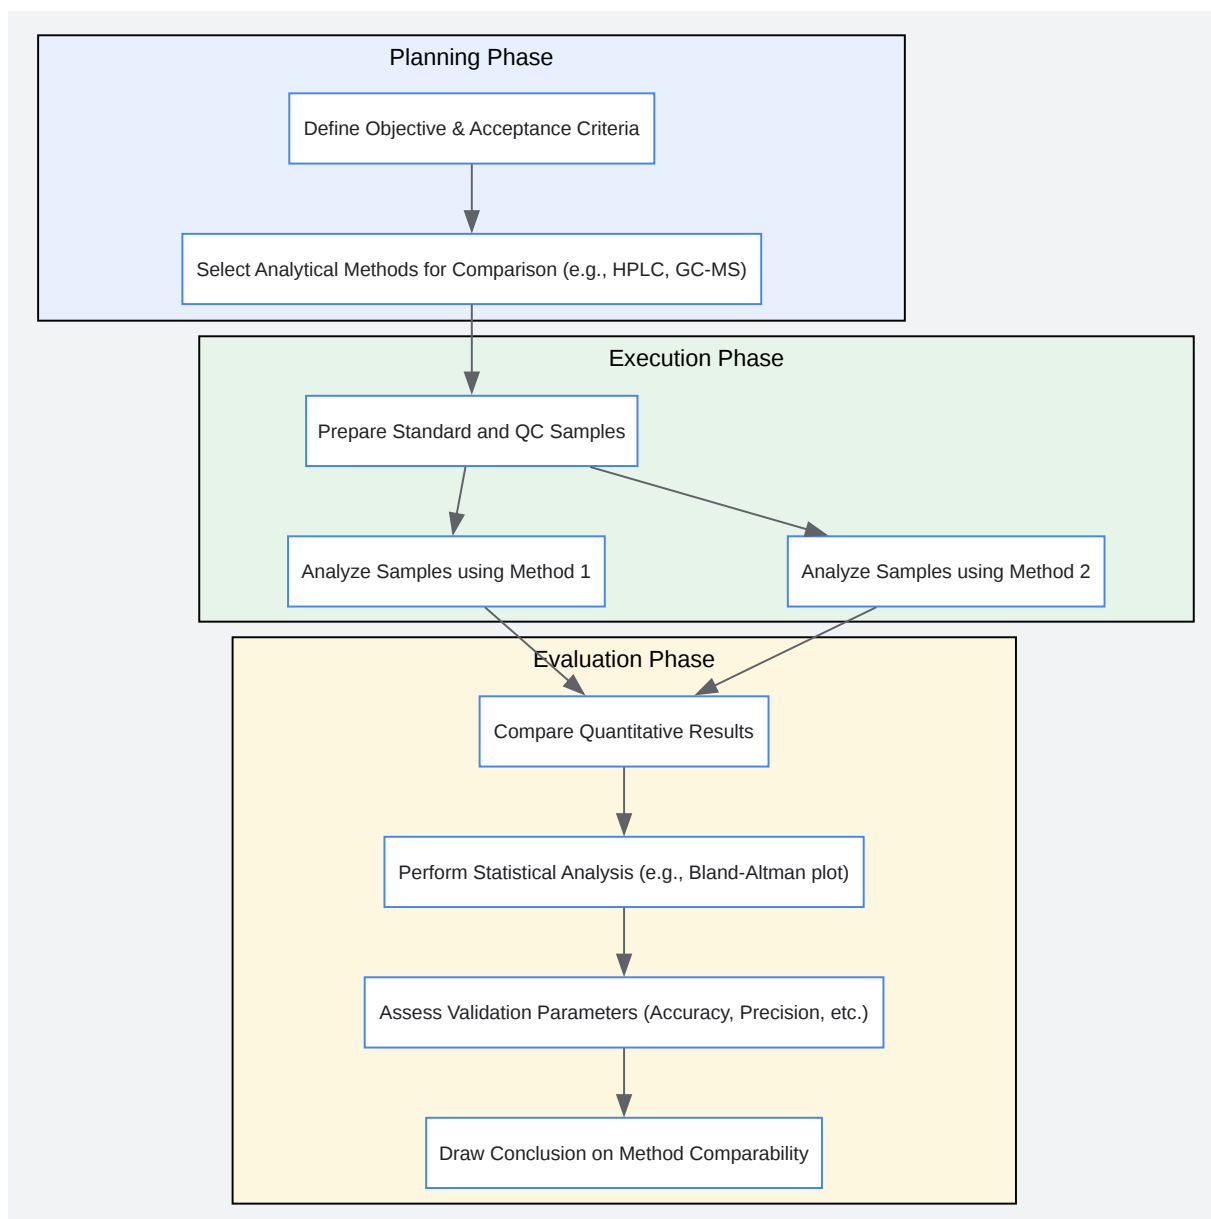 Planning Phase
Define Objective & Acceptance Criteria
Select Analytical Methods for Comparison (e.g., HPLC, GC-MS)
Execution Phase
Prepare Standard and QC Samples
Analyze Samples using Method 1
Analyze Samples using Method 2
Evaluation Phase
Compare Quantitative Results
Perform Statistical Analysis (e.g., Bland-Altman plot)
Assess Validation Parameters (Accuracy, Precision, etc.)
Draw Conclusion on Method Comparability